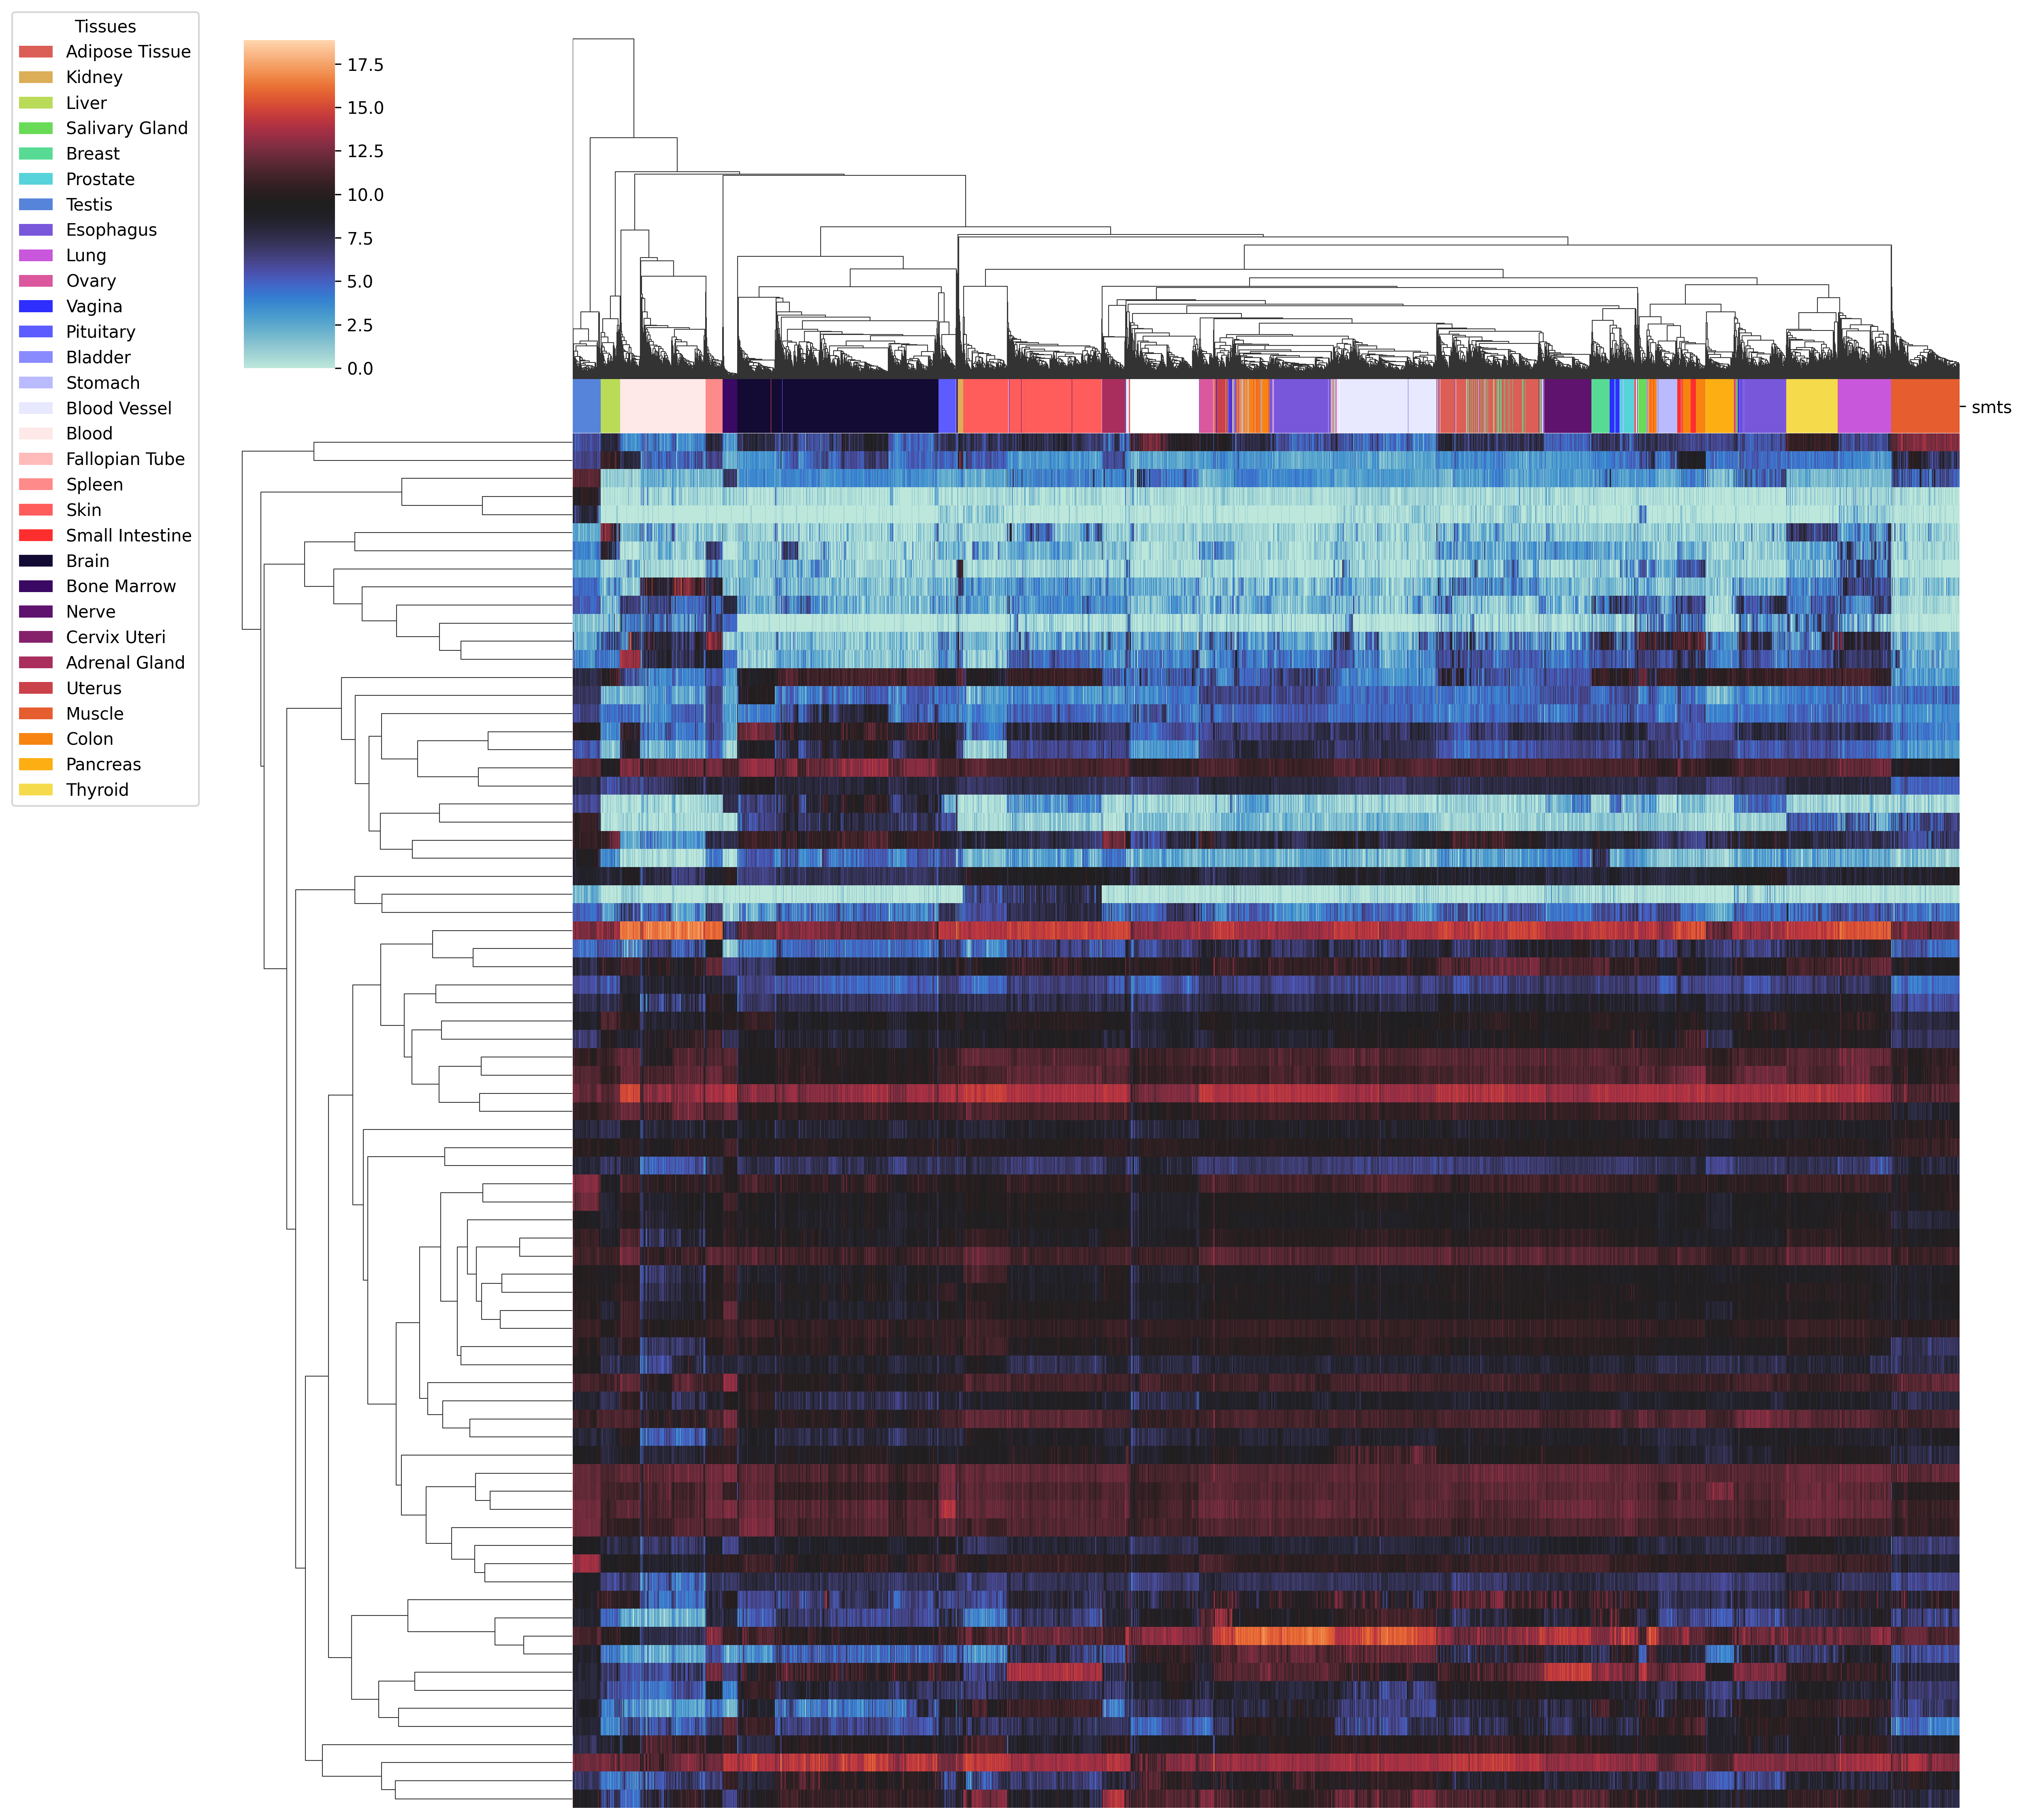 Tissues
Adipose Tissue
Kidney
Liver
Salivary Gland
Breast
Prostate
Testis
Esophagus
Lung
Ovary
Vagina
Pituitary
Bladder
Stomach
Blood Vessel
Blood
Fallopian Tube
Spleen
Skin
Small Intestine
Brain
Bone Marrow
Nerve
Cervix Uteri
Adrenal Gland
Uterus
Muscle
Colon
Pancreas
Thyroid
17.5
15.0
12.5
10.0
7.5
5.0
2.5
0.0
smts